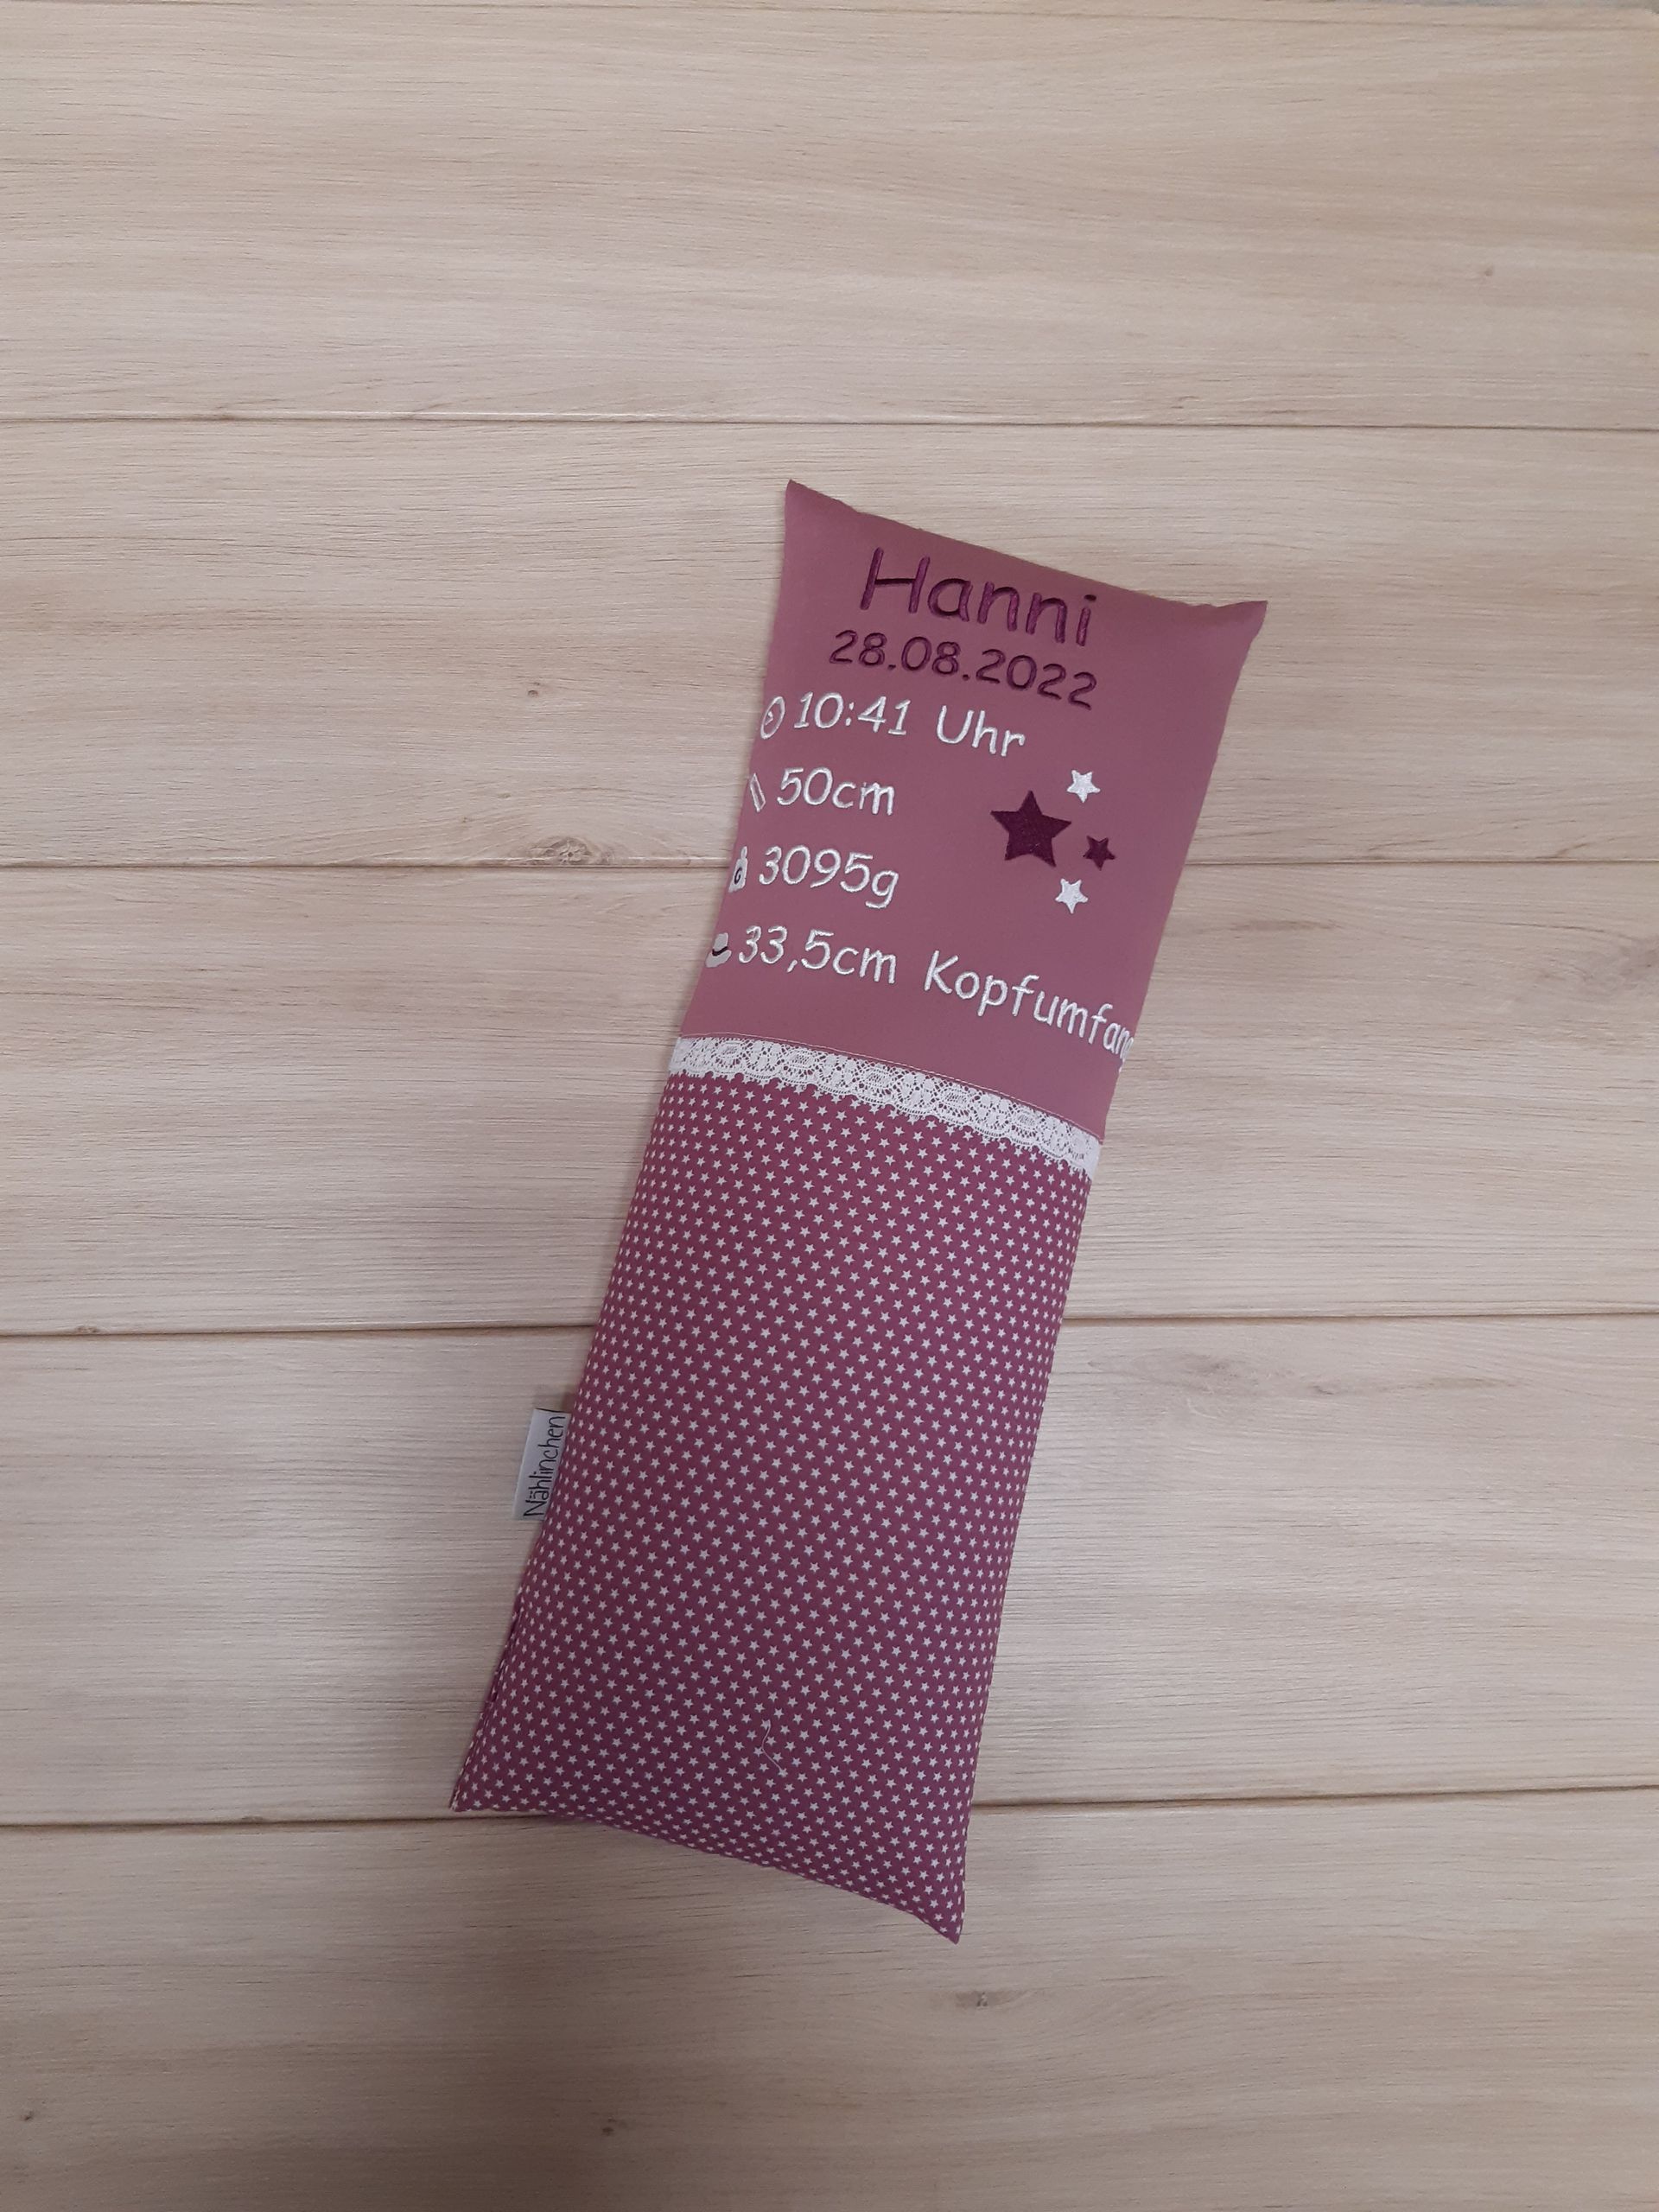 Hanni
28.08.2022
10:41 Uhr
50cm
3095g
33,5cm Kopfumfang
Nählinchen